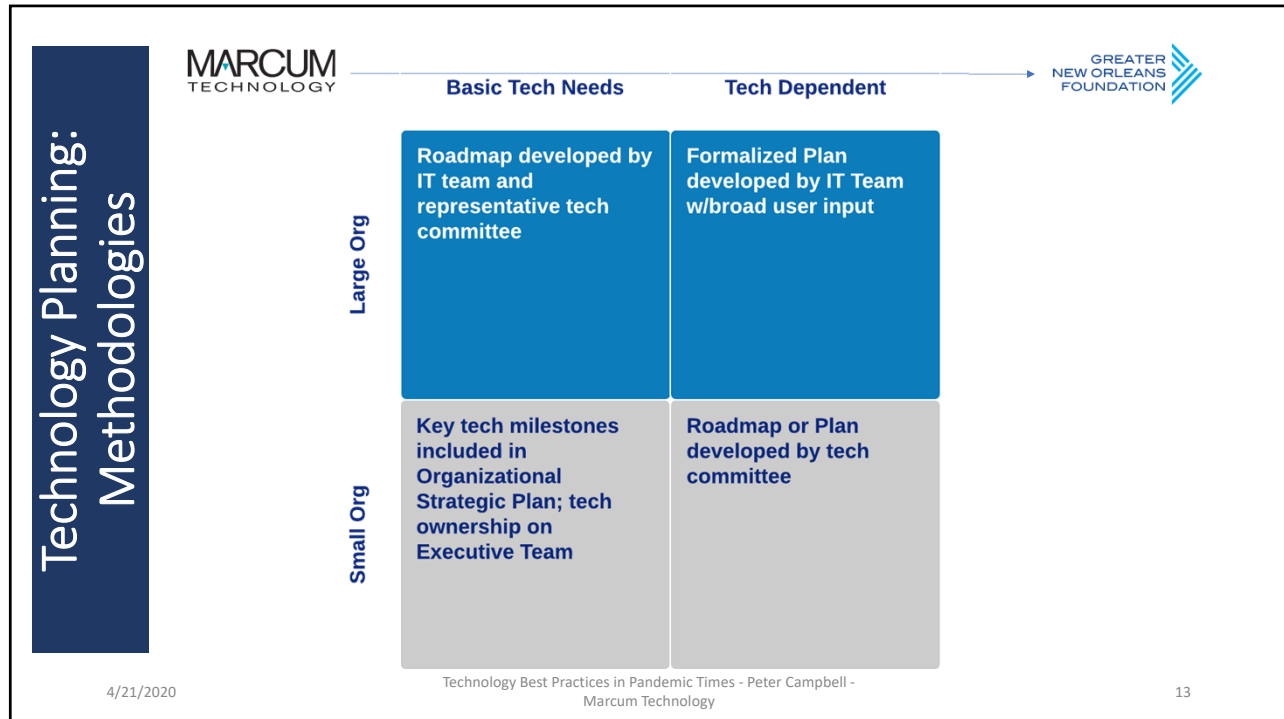 Technology Planning:
Methodologies
MARCUM
TECHNOLOGY
GREATER
NEW ORLEANS
FOUNDATION
Basic Tech Needs
Tech Dependent
Large Org
Roadmap developed by
IT team and
representative tech
committee
Formalized Plan
developed by IT Team
w/broad user input
Small Org
Key tech milestones
included in
Organizational
Strategic Plan; tech
ownership on
Executive Team
Roadmap or Plan
developed by tech
committee
4/21/2020
Technology Best Practices in Pandemic Times - Peter Campbell -
Marcum Technology
13